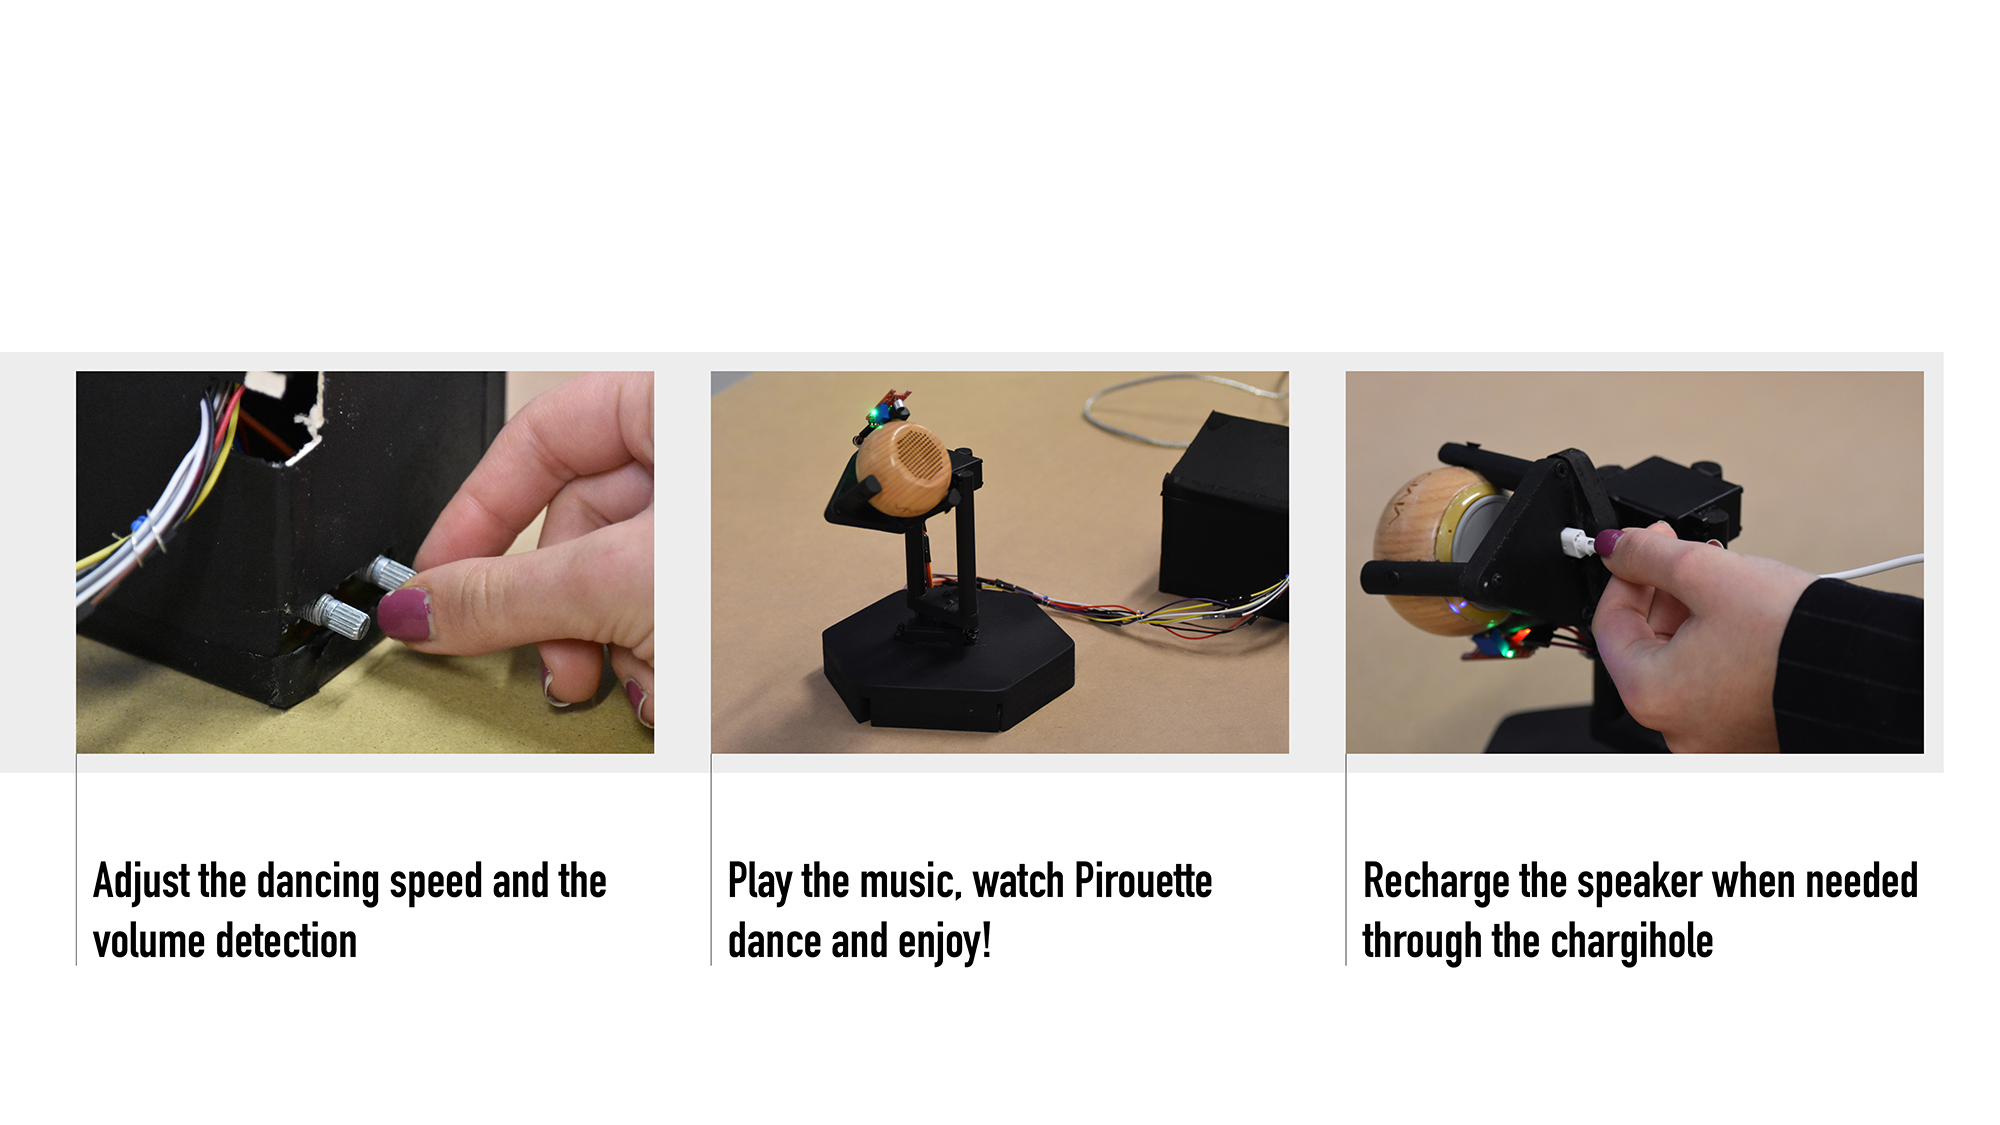 Adjust the dancing speed and the
volume detection
Play the music, watch Pirouette
dance and enjoy!
Recharge the speaker when needed
through the chargihole